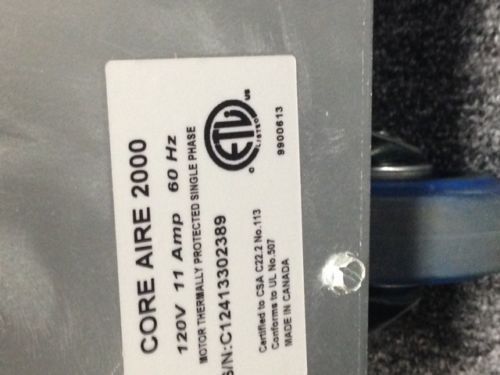 CORE AIRE 2000
120V 11 Amp 60 Hz
MOTOR THERMALLY PROTECTED SINGLE PHASE
S/N:C12413302389
Certified to CSA C22.2 No.113
Conforms to UL No.507
MADE IN CANADA
C ETL US
LISTED
9900613